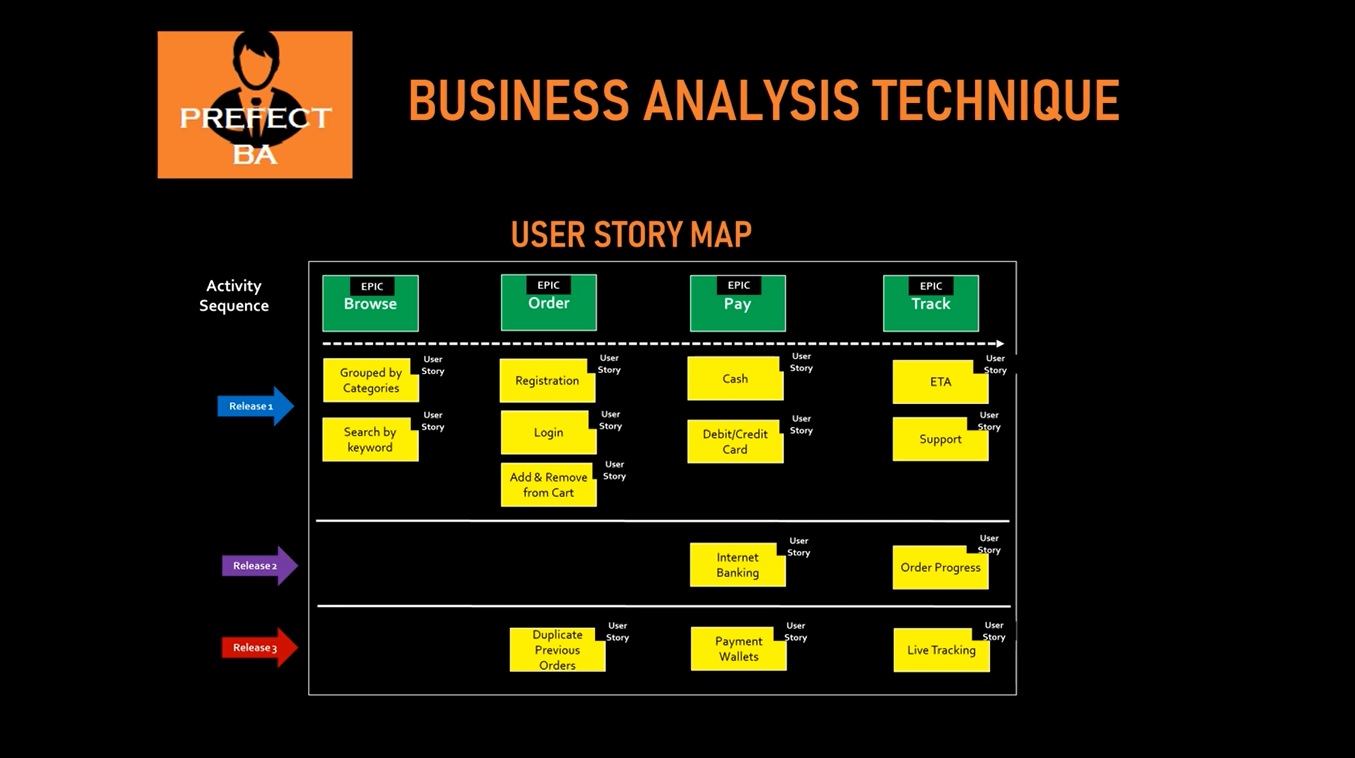 PREFECT
BA
BUSINESS ANALYSIS TECHNIQUE
USER STORY MAP
Activity
Sequence
EPIC
Browse
EPIC
Order
EPIC
Pay
EPIC
Track
Release 1
Grouped by
Categories
User
Story
Registration
User
Story
Cash
User
Story
ETA
User
Story
Search by
keyword
User
Story
Login
User
Story
Debit/Credit
Card
User
Story
Support
User
Story
Add & Remove
from Cart
User
Story
Release 2
Internet
Banking
User
Story
Order Progress
User
Story
Release 3
Duplicate
Previous
Orders
User
Story
Payment
Wallets
User
Story
Live Tracking
User
Story